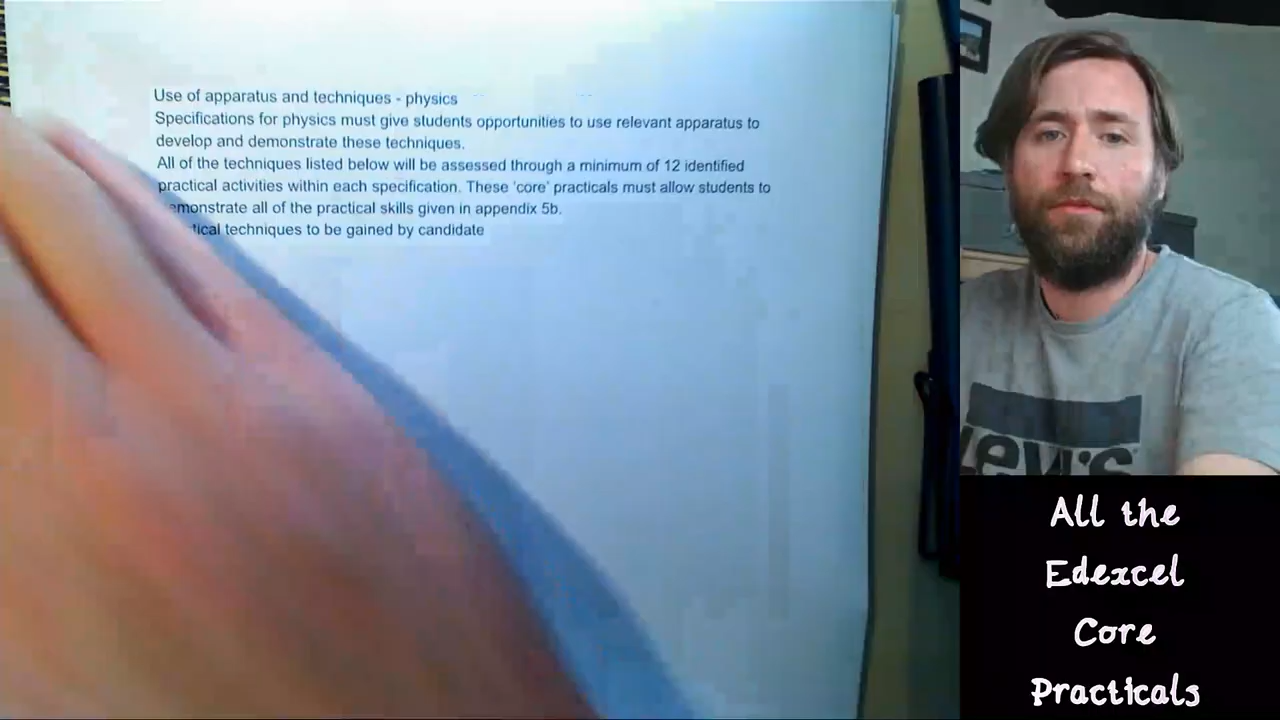 Use of apparatus and techniques - physics
Specifications for physics must give students opportunities to use relevant apparatus to
develop and demonstrate these techniques.
All of the techniques listed below will be assessed through a minimum of 12 identified
practical activities within each specification. These 'core' practicals must allow students to
emonstrate all of the practical skills given in appendix 5b.
tical techniques to be gained by candidate
Levi's
All the
Edexcel
Core
Practicals